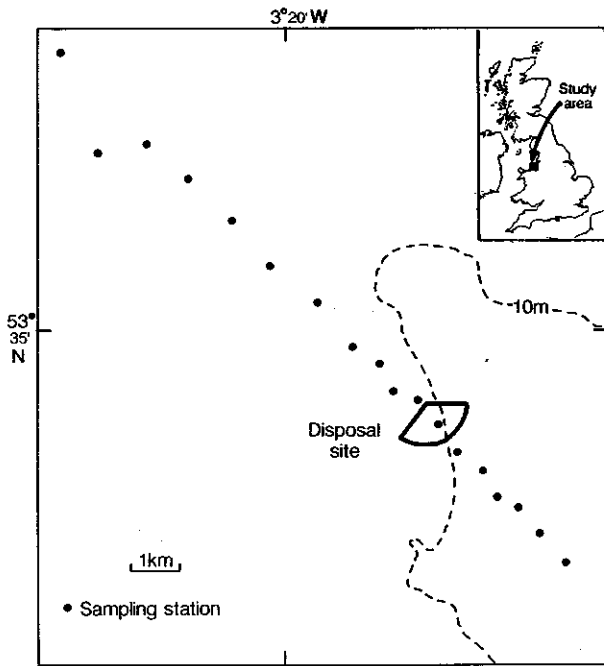 3°20' W
Study
area
10m
53°
35'
N
Disposal
site
1km
Sampling station